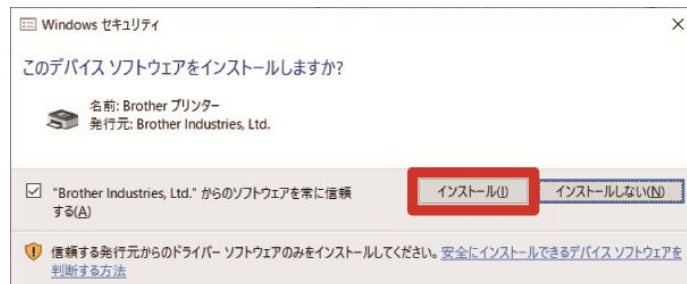 Windows セキュリティ
このデバイス ソフトウェアをインストールしますか?
名前: Brother プリンター
発行元: Brother Industries, Ltd.
"Brother Industries, Ltd." からのソフトウェアを常に信頼
する(A)
インストール(I)
インストールしない(N)
信頼する発行元からのドライバー ソフトウェアのみをインストールしてください。安全にインストールできるデバイス ソフトウェアを
判断する方法